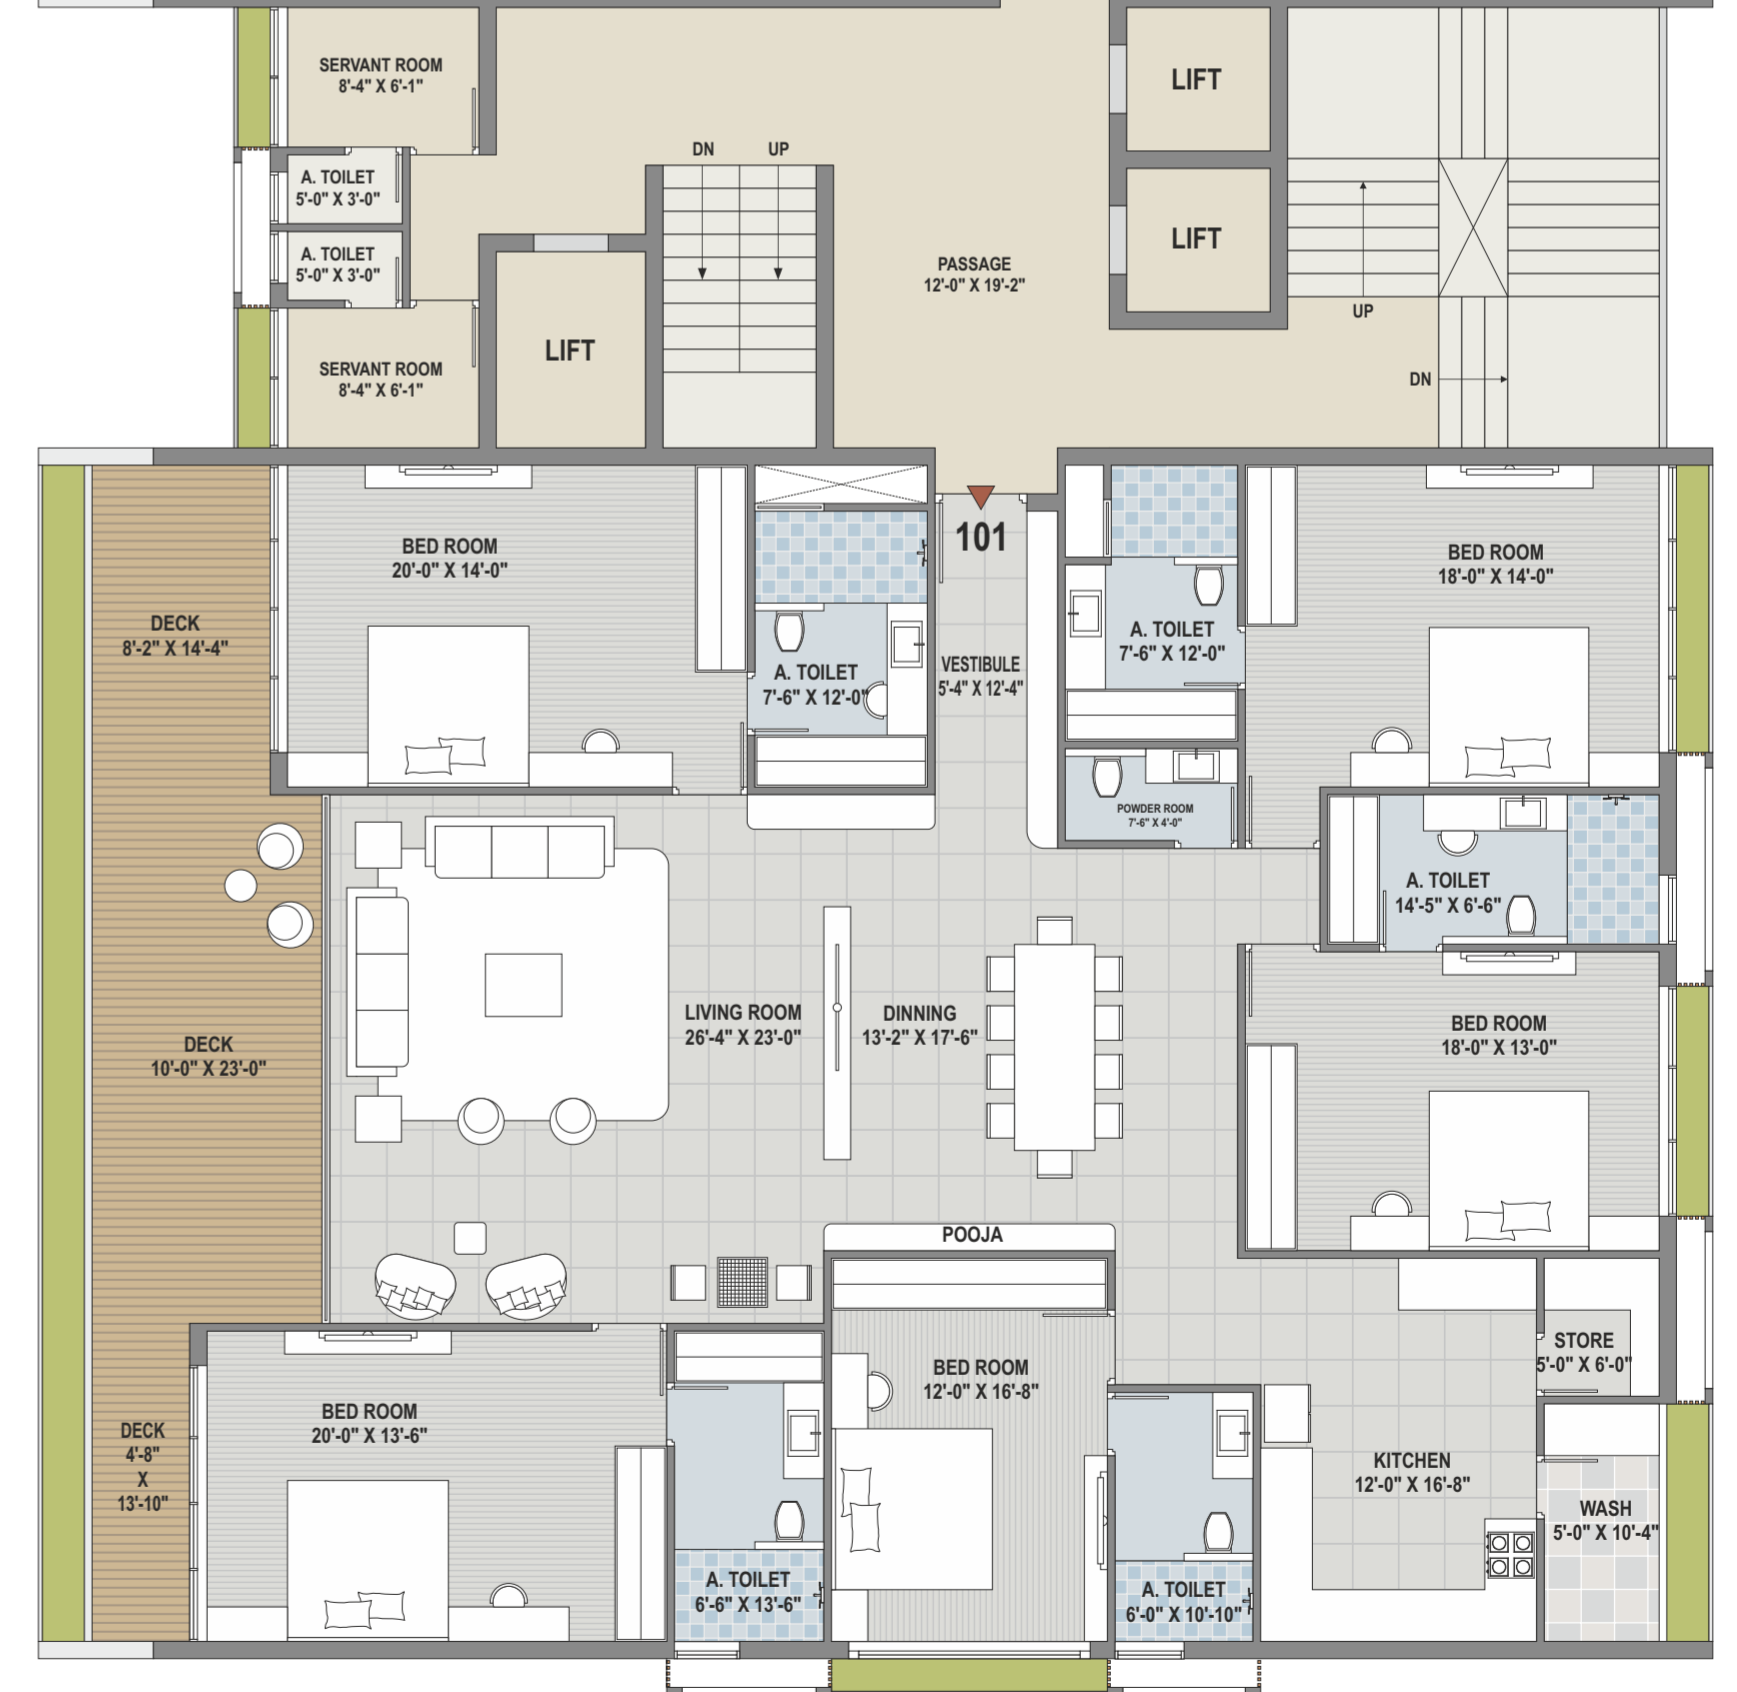 SERVANT ROOM
8'-4" X 6'-1"
LIFT
A. TOILET
5'-0" X 3'-0"
DN
UP
A. TOILET
5'-0" X 3'-0"
LIFT
PASSAGE
12'-0" X 19'-2"
UP
SERVANT ROOM
8'-4" X 6'-1"
LIFT
DN
101
BED ROOM
20'-0" X 14'-0"
BED ROOM
18'-0" X 14'-0"
DECK
8'-2" X 14'-4"
A. TOILET
7'-6" X 12'-0"
VESTIBULE
5'-4" X 12'-4"
A. TOILET
7'-6" X 12'-0"
POWDER ROOM
7'-6" X 4'-0"
A. TOILET
14'-5" X 6'-6"
DECK
10'-0" X 23'-0"
LIVING ROOM
26'-4" X 23'-0"
DINNING
13'-2" X 17'-6"
BED ROOM
18'-0" X 13'-0"
POOJA
STORE
5'-0" X 6'-0"
BED ROOM
12'-0" X 16'-8"
BED ROOM
20'-0" X 13'-6"
DECK
4'-8"
X
13'-10"
KITCHEN
12'-0" X 16'-8"
WASH
5'-0" X 10'-4"
A. TOILET
6'-6" X 13'-6"
A. TOILET
6'-0" X 10'-10"